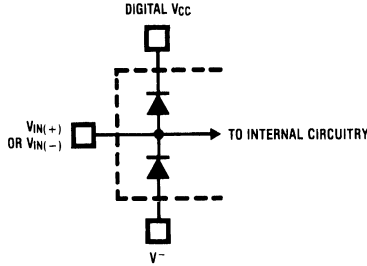 DIGITAL VCC
VIN(+)
OR VIN(−)
TO INTERNAL CIRCUITRY
V−